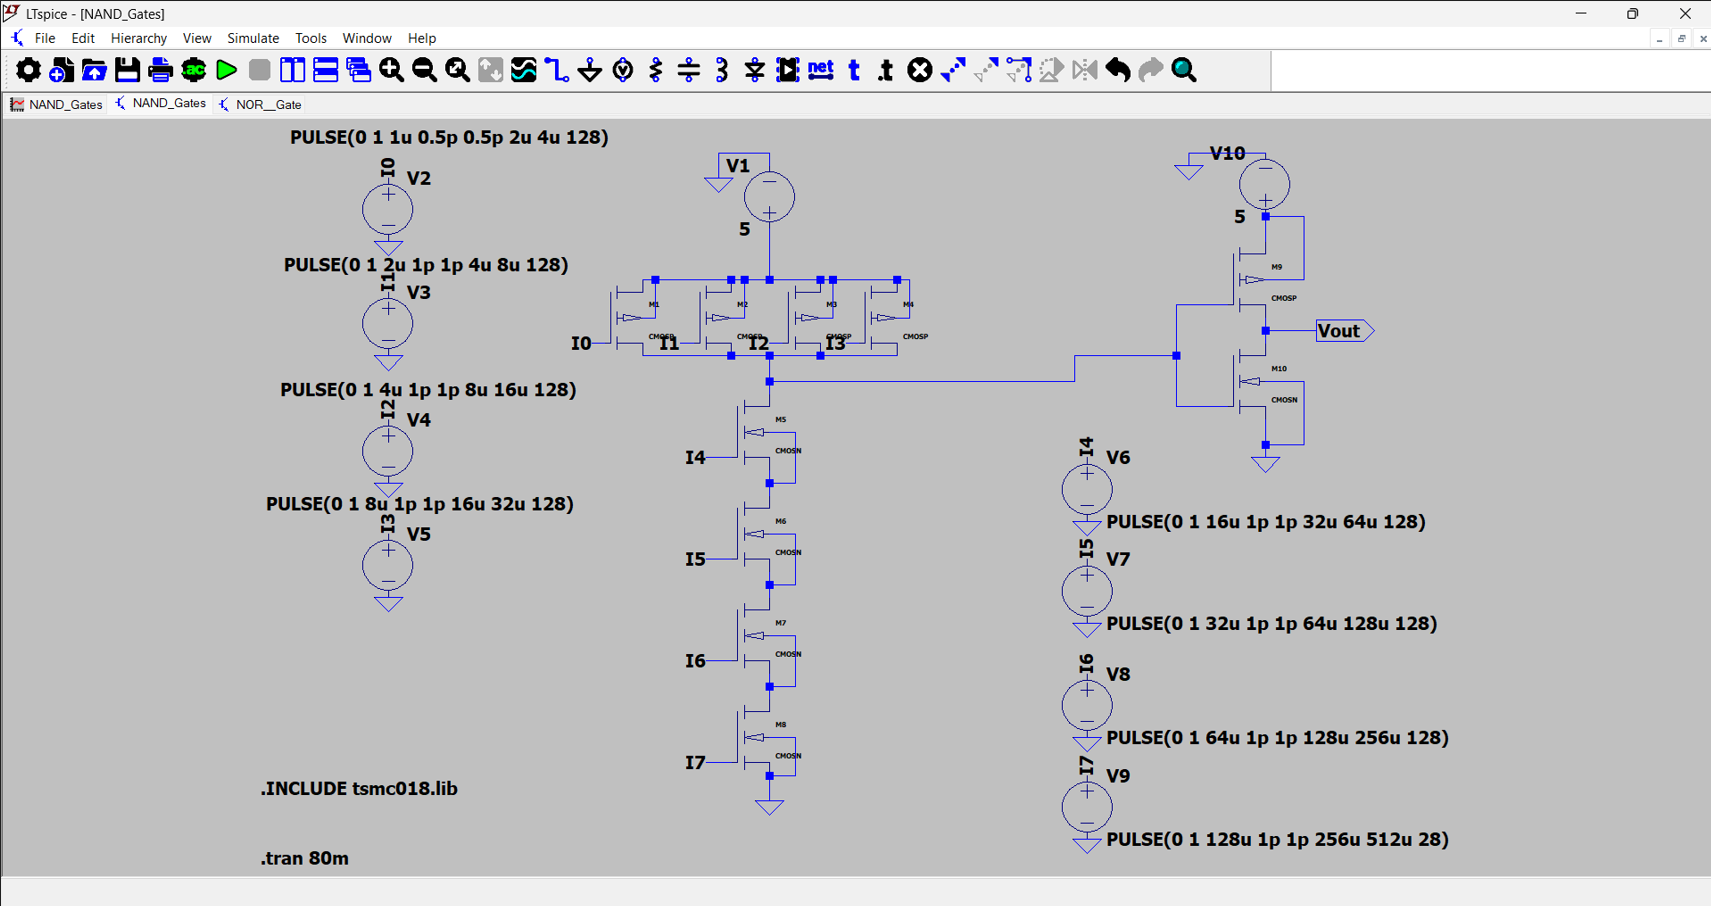 LTspice - [NAND_Gates]
File Edit Hierarchy View Simulate Tools Window Help
.ac net t .t
NAND_Gates NAND_Gates NOR__Gate
PULSE(0 1 1u 0.5p 0.5p 2u 4u 128)
I0
V2
PULSE(0 1 2u 1p 1p 4u 8u 128)
I1
V3
PULSE(0 1 4u 1p 1p 8u 16u 128)
I2
V4
PULSE(0 1 8u 1p 1p 16u 32u 128)
I3
V5
.INCLUDE tsmc018.lib
.tran 80m
V1
5
M1 M2 M3 M4
CMOSP CMOSP CMOSP CMOSP
I0 I1 I2 I3
M5
CMOSN
I4
M6
CMOSN
I5
M7
CMOSN
I6
M8
CMOSN
I7
V10
5
M9
CMOSP
Vout
M10
CMOSN
I4
V6
PULSE(0 1 16u 1p 1p 32u 64u 128)
I5
V7
PULSE(0 1 32u 1p 1p 64u 128u 128)
I6
V8
PULSE(0 1 64u 1p 1p 128u 256u 128)
I7
V9
PULSE(0 1 128u 1p 1p 256u 512u 28)